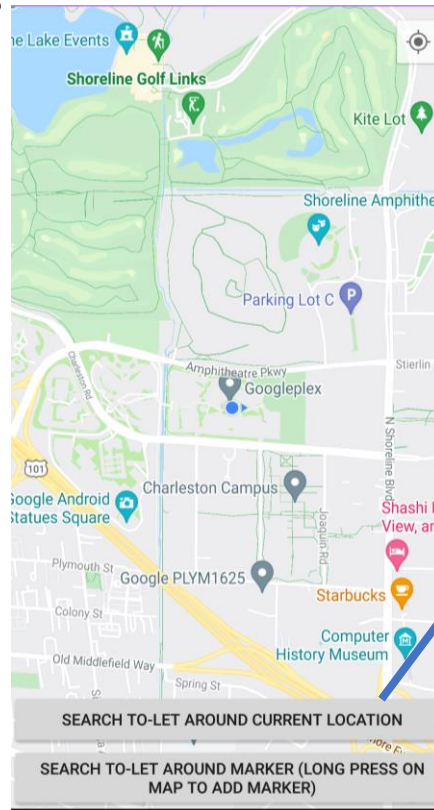 ne Lake Events
Shoreline Golf Links
Kite Lot
Shoreline Amphithe
Parking Lot C
P
Amphitheatre Pkwy
Stierlin
Charleston Rd
Googleplex
N Shoreline Blvd
101
Charleston Campus
Google Android
Statues Square
Joaquin Rd
Shashi
View, an
Plymouth St
Google PLYM1625
Starbucks
Colony St
Computer
History Museum
Old Middlefield Way
Spring St
SEARCH TO-LET AROUND CURRENT LOCATION
SEARCH TO-LET AROUND MARKER (LONG PRESS ON
MAP TO ADD MARKER)